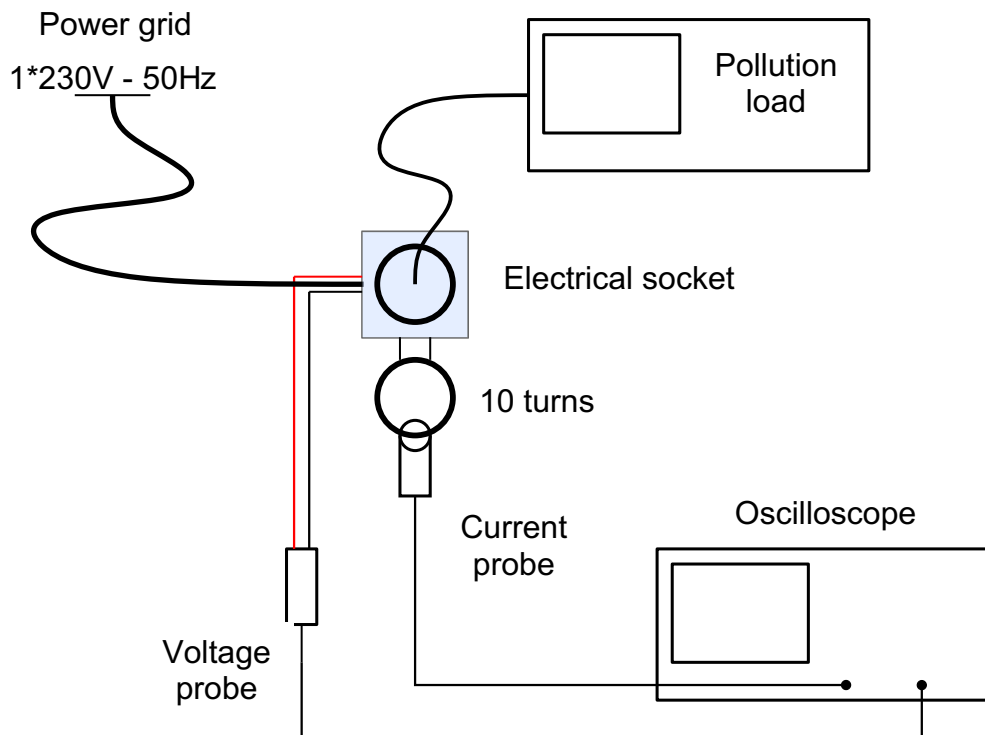 Power grid
1*230V - 50Hz
Pollution
load
Electrical socket
10 turns
Current
probe
Oscilloscope
Voltage
probe